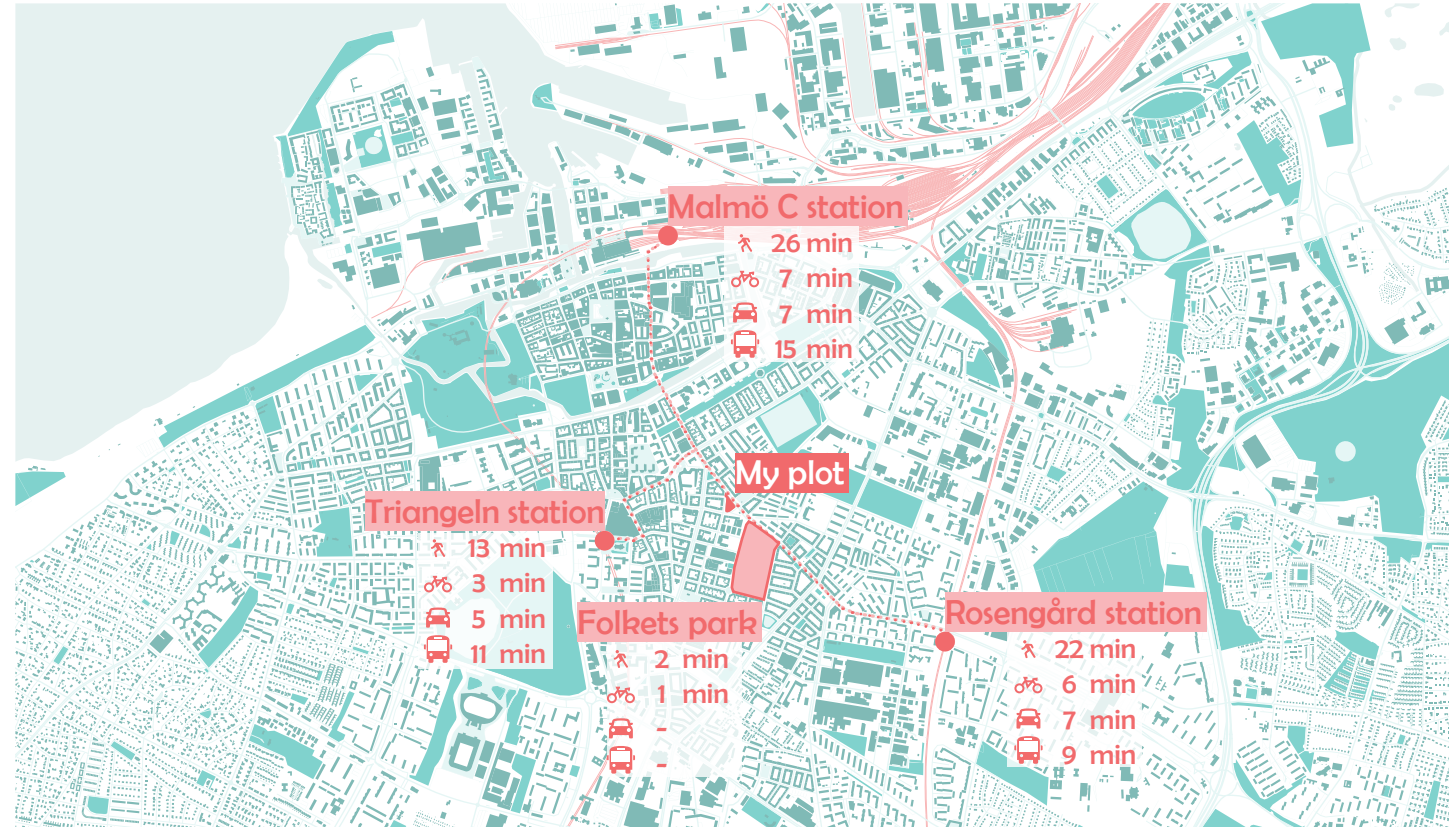 Malmö C station
26 min
7 min
7 min
15 min
My plot
Triangeln station
13 min
3 min
5 min
11 min
Folkets park
2 min
1 min
-
-
Rosengård station
22 min
6 min
7 min
9 min